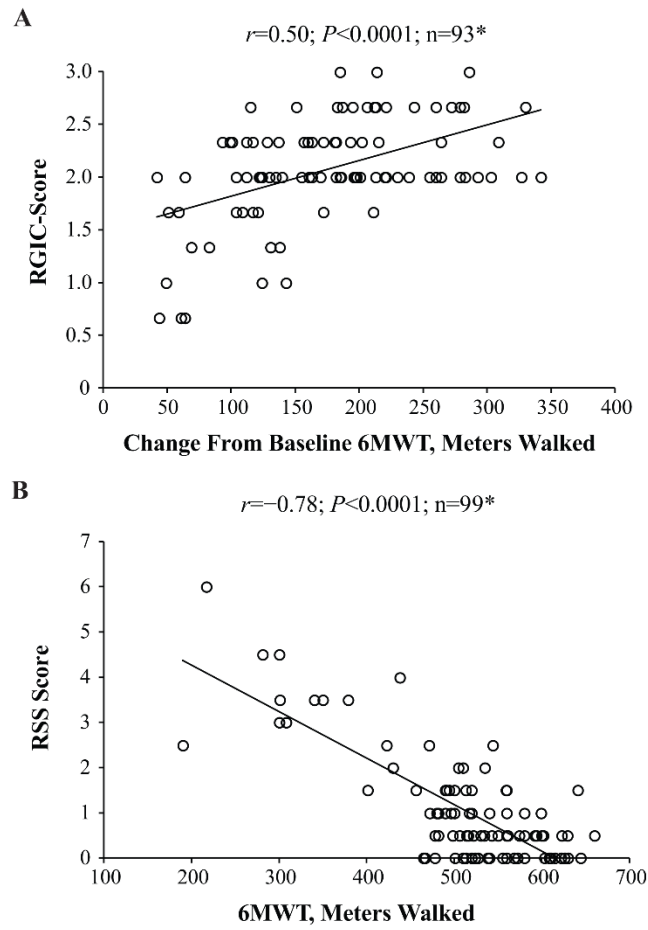 A
r=0.50; P<0.0001; n=93*
3.0
2.5
2.0
1.5
1.0
0.5
0
RGIC-Score
0 50 100 150 200 250 300 350 400
Change From Baseline 6MWT, Meters Walked
B
r=−0.78; P<0.0001; n=99*
7
6
5
4
3
2
1
0
RSS Score
100 200 300 400 500 600 700
6MWT, Meters Walked